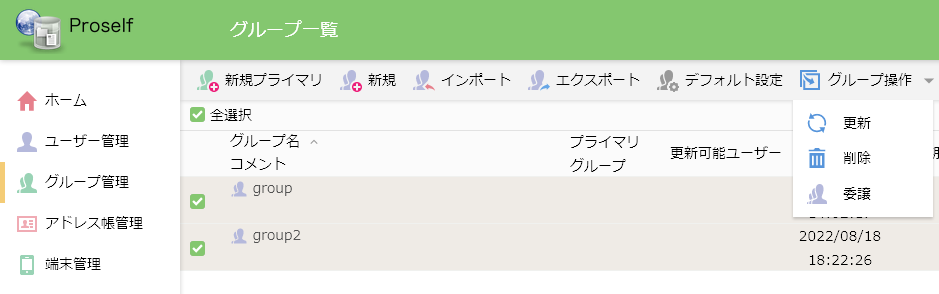 Proself
グループ一覧
新規プライマリ 新規 インポート エクスポート デフォルト設定 グループ操作
ホーム
ユーザー管理
グループ管理
アドレス帳管理
端末管理
全選択
グループ名
コメント
プライマリ
グループ
更新可能ユーザー
更新
削除
委譲
group
group2
2022/08/18
18:22:26